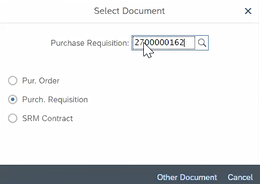 Select Document
Purchase Requisition: 2700000162
Pur. Order
Purch. Requisition
SRM Contract
Other Document Cancel